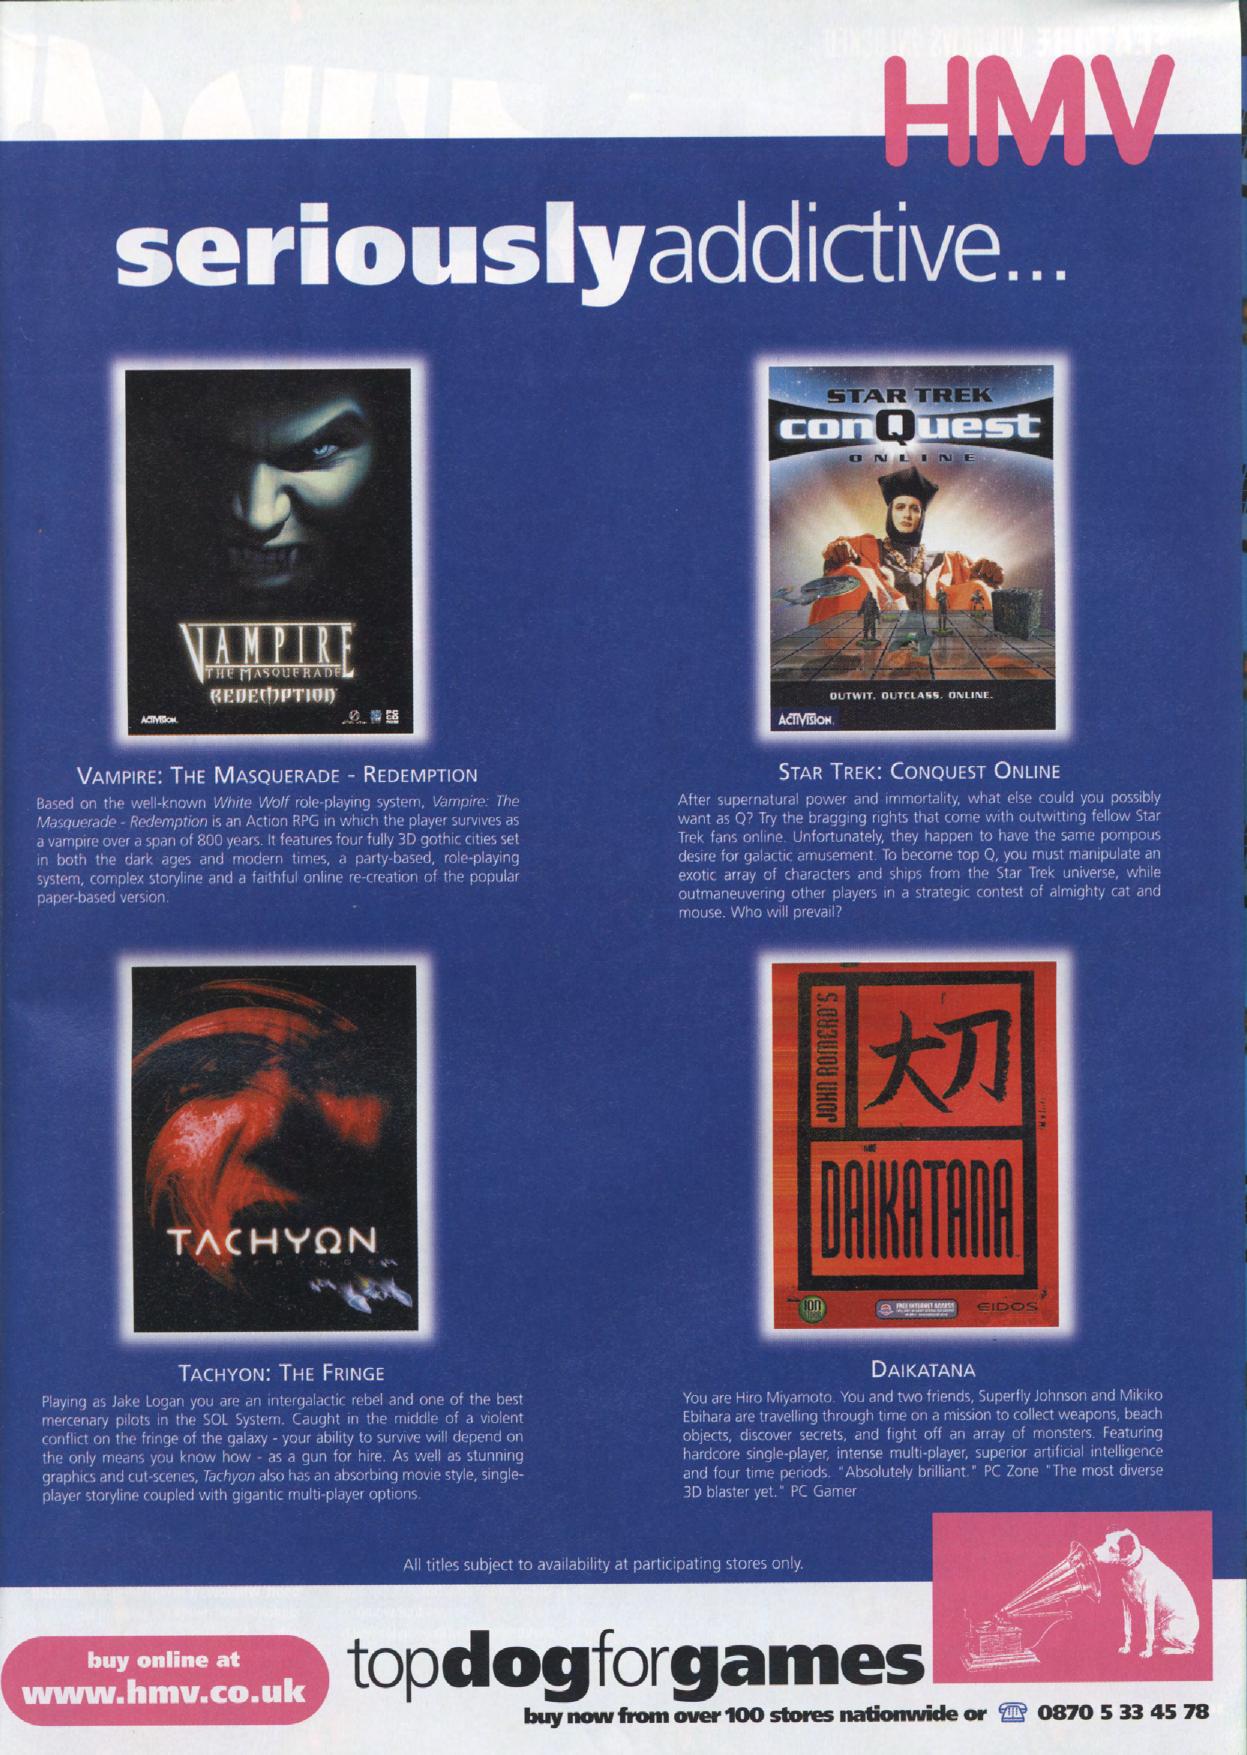 HMV
seriouslyaddictive...
VAMPIRE
THE MASQUERADE
REDEMPTION
ACTIVISION.
PC
CD
STAR TREK
conQuest
ONLINE
OUTWIT. OUTCLASS. ONLINE.
ACTIVISION.
VAMPIRE: THE MASQUERADE - REDEMPTION
Based on the well-known White Wolf role-playing system, Vampire: The
Masquerade - Redemption is an Action RPG in which the player survives as
a vampire over a span of 800 years. It features four fully 3D gothic cities set
in both the dark ages and modern times, a party-based, role-playing
system, complex storyline and a faithful online re-creation of the popular
paper-based version.
STAR TREK: CONQUEST ONLINE
After supernatural power and immortality, what else could you possibly
want as Q? Try the bragging rights that come with outwitting fellow Star
Trek fans online. Unfortunately, they happen to have the same pompous
desire for galactic amusement. To become top Q, you must manipulate an
exotic array of characters and ships from the Star Trek universe, while
outmaneuvering other players in a strategic contest of almighty cat and
mouse. Who will prevail?
TACHYΩN
THE FRINGE
JOHN ROMERO'S
大刀
DAIKATANA
ION
FREE INTERNET ACCESS
EIDOS
TACHYON: THE FRINGE
Playing as Jake Logan you are an intergalactic rebel and one of the best
mercenary pilots in the SOL System. Caught in the middle of a violent
conflict on the fringe of the galaxy - your ability to survive will depend on
the only means you know how - as a gun for hire. As well as stunning
graphics and cut-scenes, Tachyon also has an absorbing movie style, single-
player storyline coupled with gigantic multi-player options.
DAIKATANA
You are Hiro Miyamoto. You and two friends, Superfly Johnson and Mikiko
Ebihara are travelling through time on a mission to collect weapons, beach
objects, discover secrets, and fight off an array of monsters. Featuring
hardcore single-player, intense multi-player, superior artificial intelligence
and four time periods. "Absolutely brilliant." PC Zone "The most diverse
3D blaster yet." PC Gamer
All titles subject to availability at participating stores only.
buy online at
www.hmv.co.uk
topdogforgames
buy now from over 100 stores nationwide or ☏ 0870 5 33 45 78